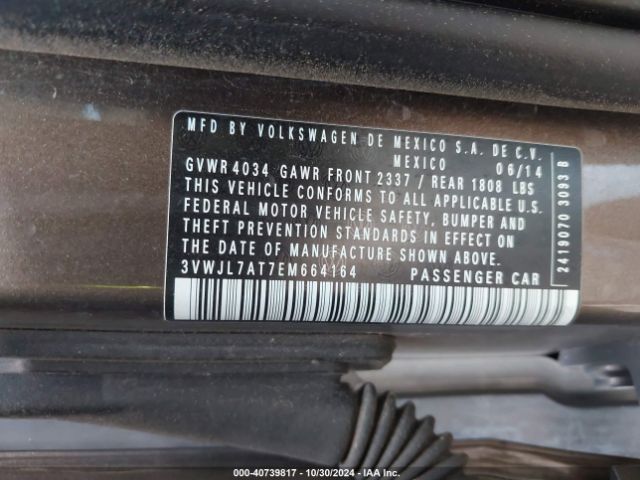 MFD BY VOLKSWAGEN DE MEXICO S.A. DE C.V.
MEXICO 06/14
GVWR 4034 GAWR FRONT 2337 / REAR 1808 LBS
THIS VEHICLE CONFORMS TO ALL APPLICABLE U.S.
FEDERAL MOTOR VEHICLE SAFETY, BUMPER AND
THEFT PREVENTION STANDARDS IN EFFECT ON
THE DATE OF MANUFACTURE SHOWN ABOVE.
3VWJL7AT7EM664164 PASSENGER CAR
2419070 3093 B
000-40739817 - 10/30/2024 - IAA Inc.